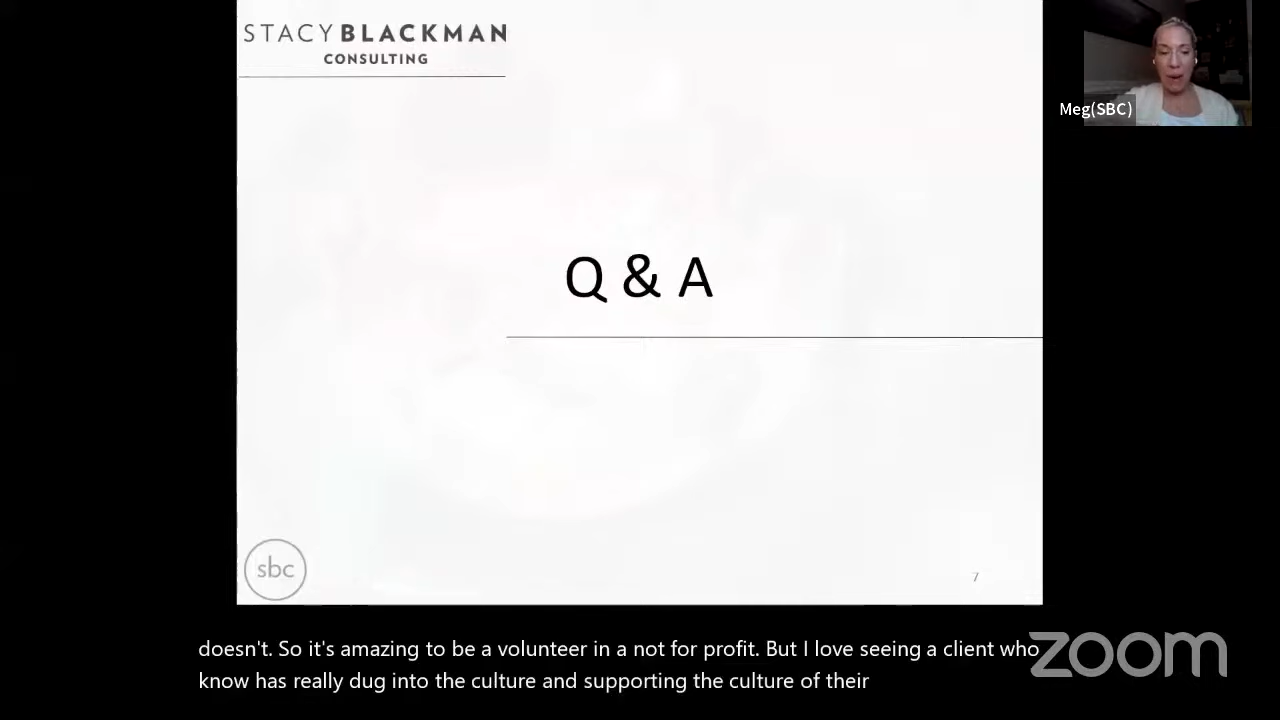 STACY BLACKMAN
CONSULTING
Meg(SBC)
Q & A
sbc
7
doesn't. So it's amazing to be a volunteer in a not for profit. But I love seeing a client who
know has really dug into the culture and supporting the culture of their
zoom